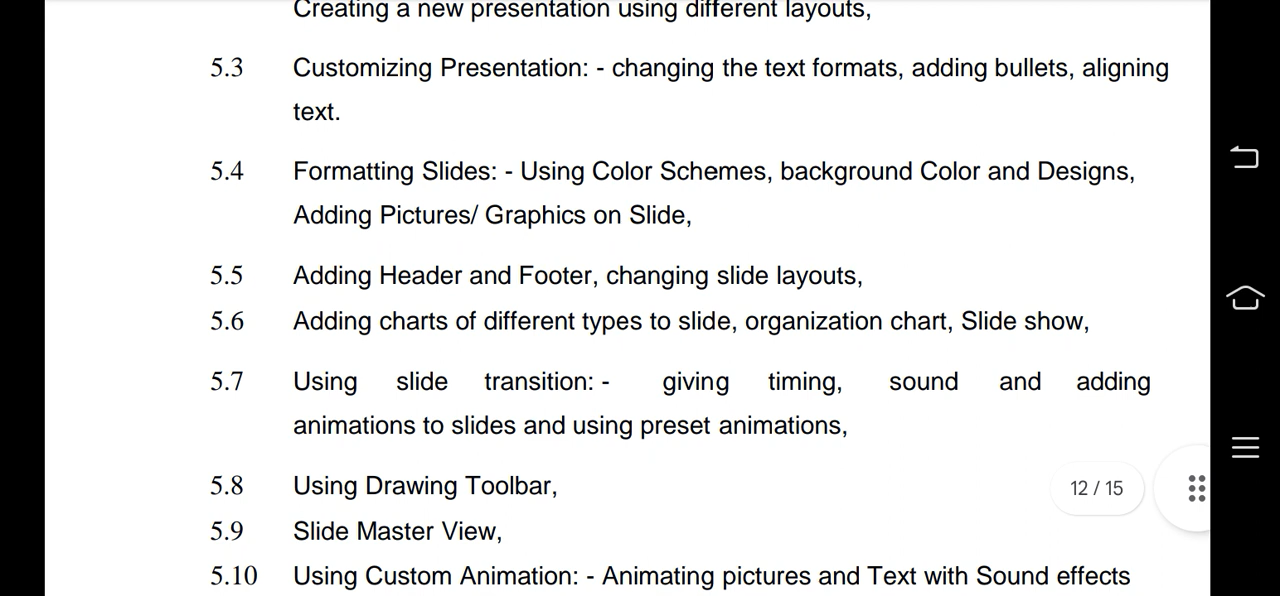 Creating a new presentation using different layouts,
5.3 Customizing Presentation: - changing the text formats, adding bullets, aligning
text.
5.4 Formatting Slides: - Using Color Schemes, background Color and Designs,
Adding Pictures/ Graphics on Slide,
5.5 Adding Header and Footer, changing slide layouts,
5.6 Adding charts of different types to slide, organization chart, Slide show,
5.7 Using slide transition: - giving timing, sound and adding
animations to slides and using preset animations,
5.8 Using Drawing Toolbar,
12 / 15
5.9 Slide Master View,
5.10 Using Custom Animation: - Animating pictures and Text with Sound effects